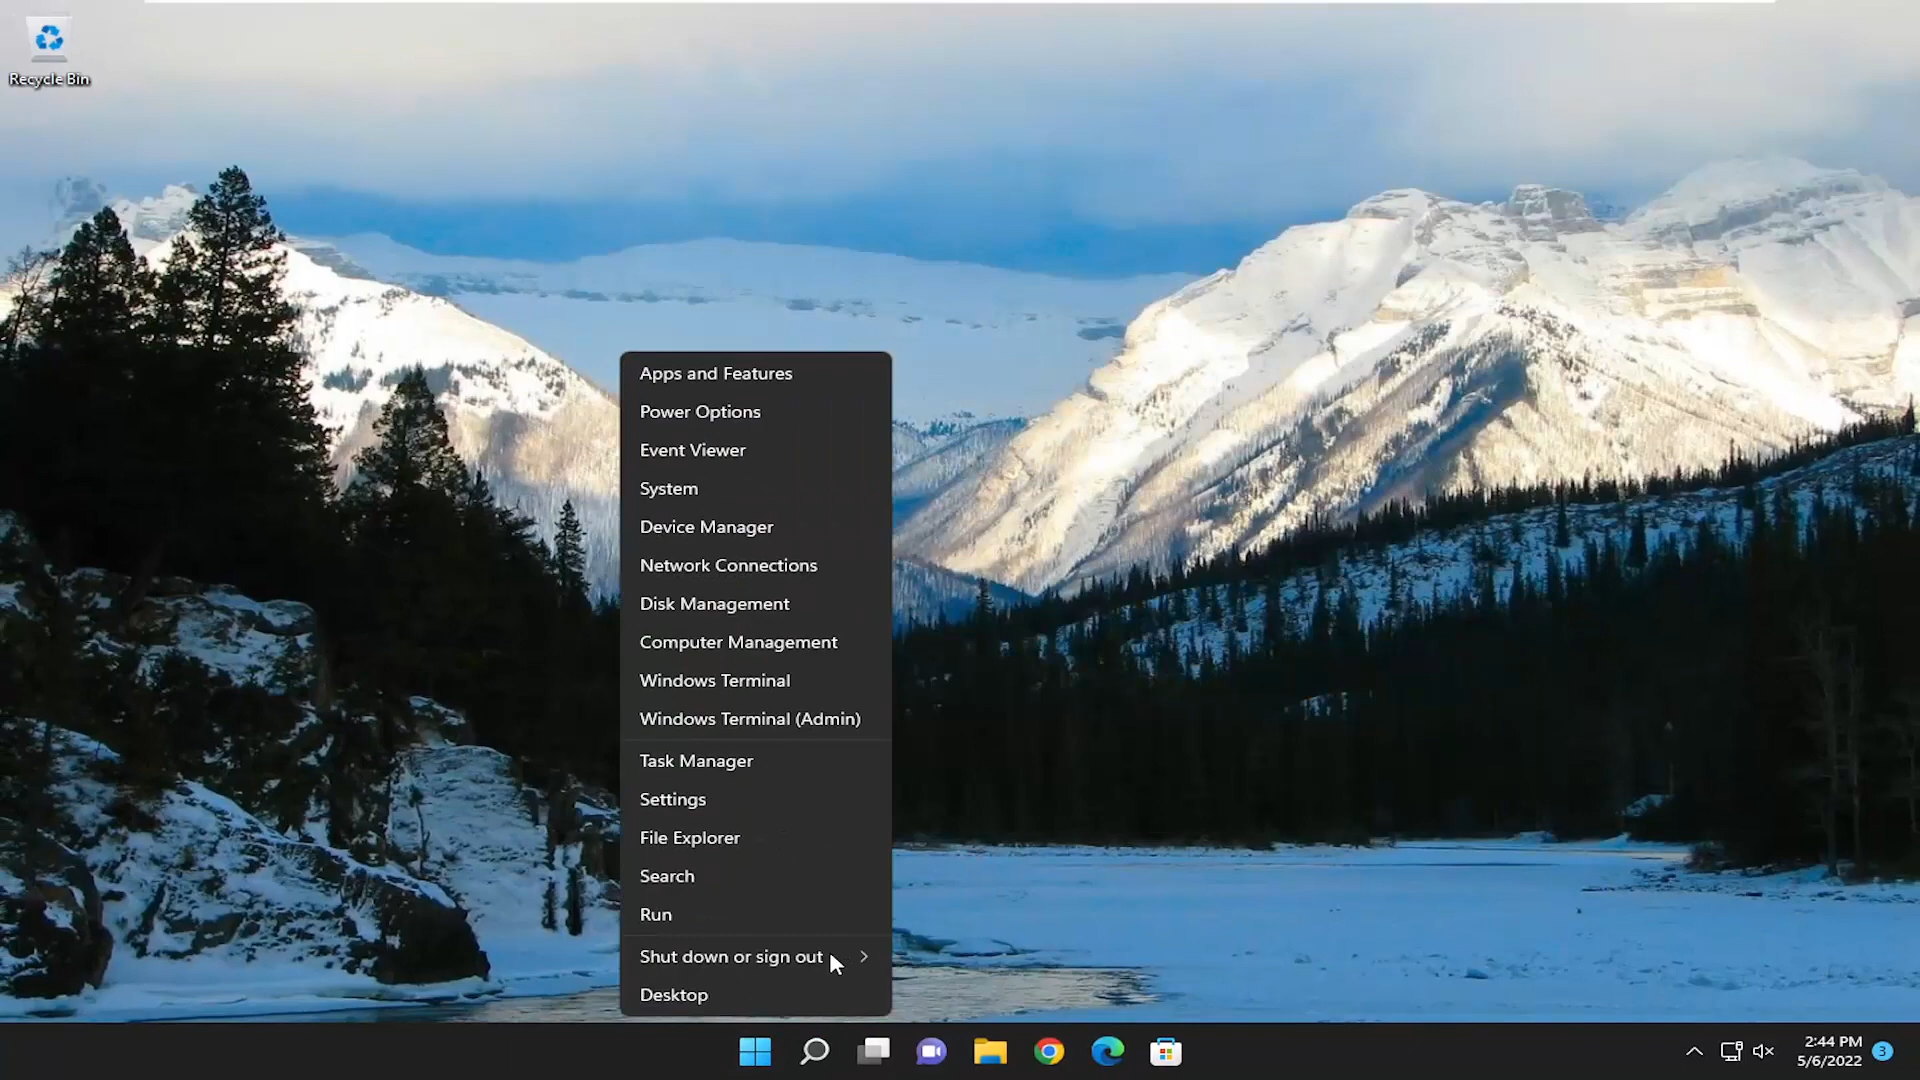 Recycle Bin
Apps and Features
Power Options
Event Viewer
System
Device Manager
Network Connections
Disk Management
Computer Management
Windows Terminal
Windows Terminal (Admin)
Task Manager
Settings
File Explorer
Search
Run
Shut down or sign out
Desktop
2:44 PM
5/6/2022
3